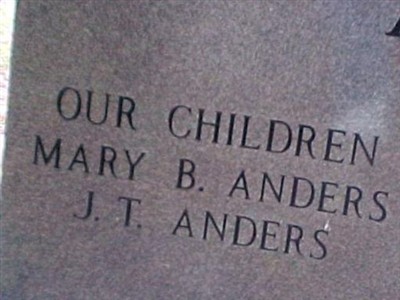 OUR CHILDREN
MARY B. ANDERS
J. T. ANDERS